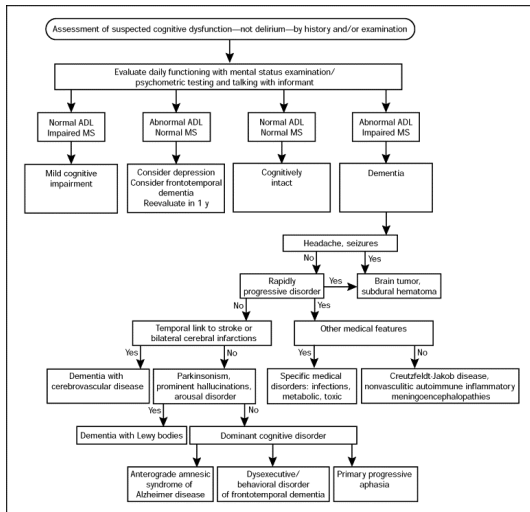 Assessment of suspected cognitive dysfunction—not delirium—by history and/or examination
Evaluate daily functioning with mental status examination/
psychometric testing and talking with informant
Normal ADL
Impaired MS
Abnormal ADL
Normal MS
Normal ADL
Normal MS
Abnormal ADL
Impaired MS
Mild cognitive
impairment
Consider depression
Consider frontotemporal
dementia
Reevaluate in 1 y
Cognitively
intact
Dementia
Headache, seizures
No
Yes
Rapidly
progressive disorder
Yes
Brain tumor,
subdural hematoma
No
Yes
Temporal link to stroke or
bilateral cerebral infarctions
Other medical features
Yes
No
Yes
No
Dementia with
cerebrovascular disease
Parkinsonism,
prominent hallucinations,
arousal disorder
Specific medical
disorders: infections,
metabolic, toxic
Creutzfeldt-Jakob disease,
nonvasculitic autoimmune inflammatory
meningoencephalopathies
Yes
No
Dementia with Lewy bodies
Dominant cognitive disorder
Anterograde amnesic
syndrome of
Alzheimer disease
Dysexecutive/
behavioral disorder
of frontotemporal dementia
Primary progressive
aphasia